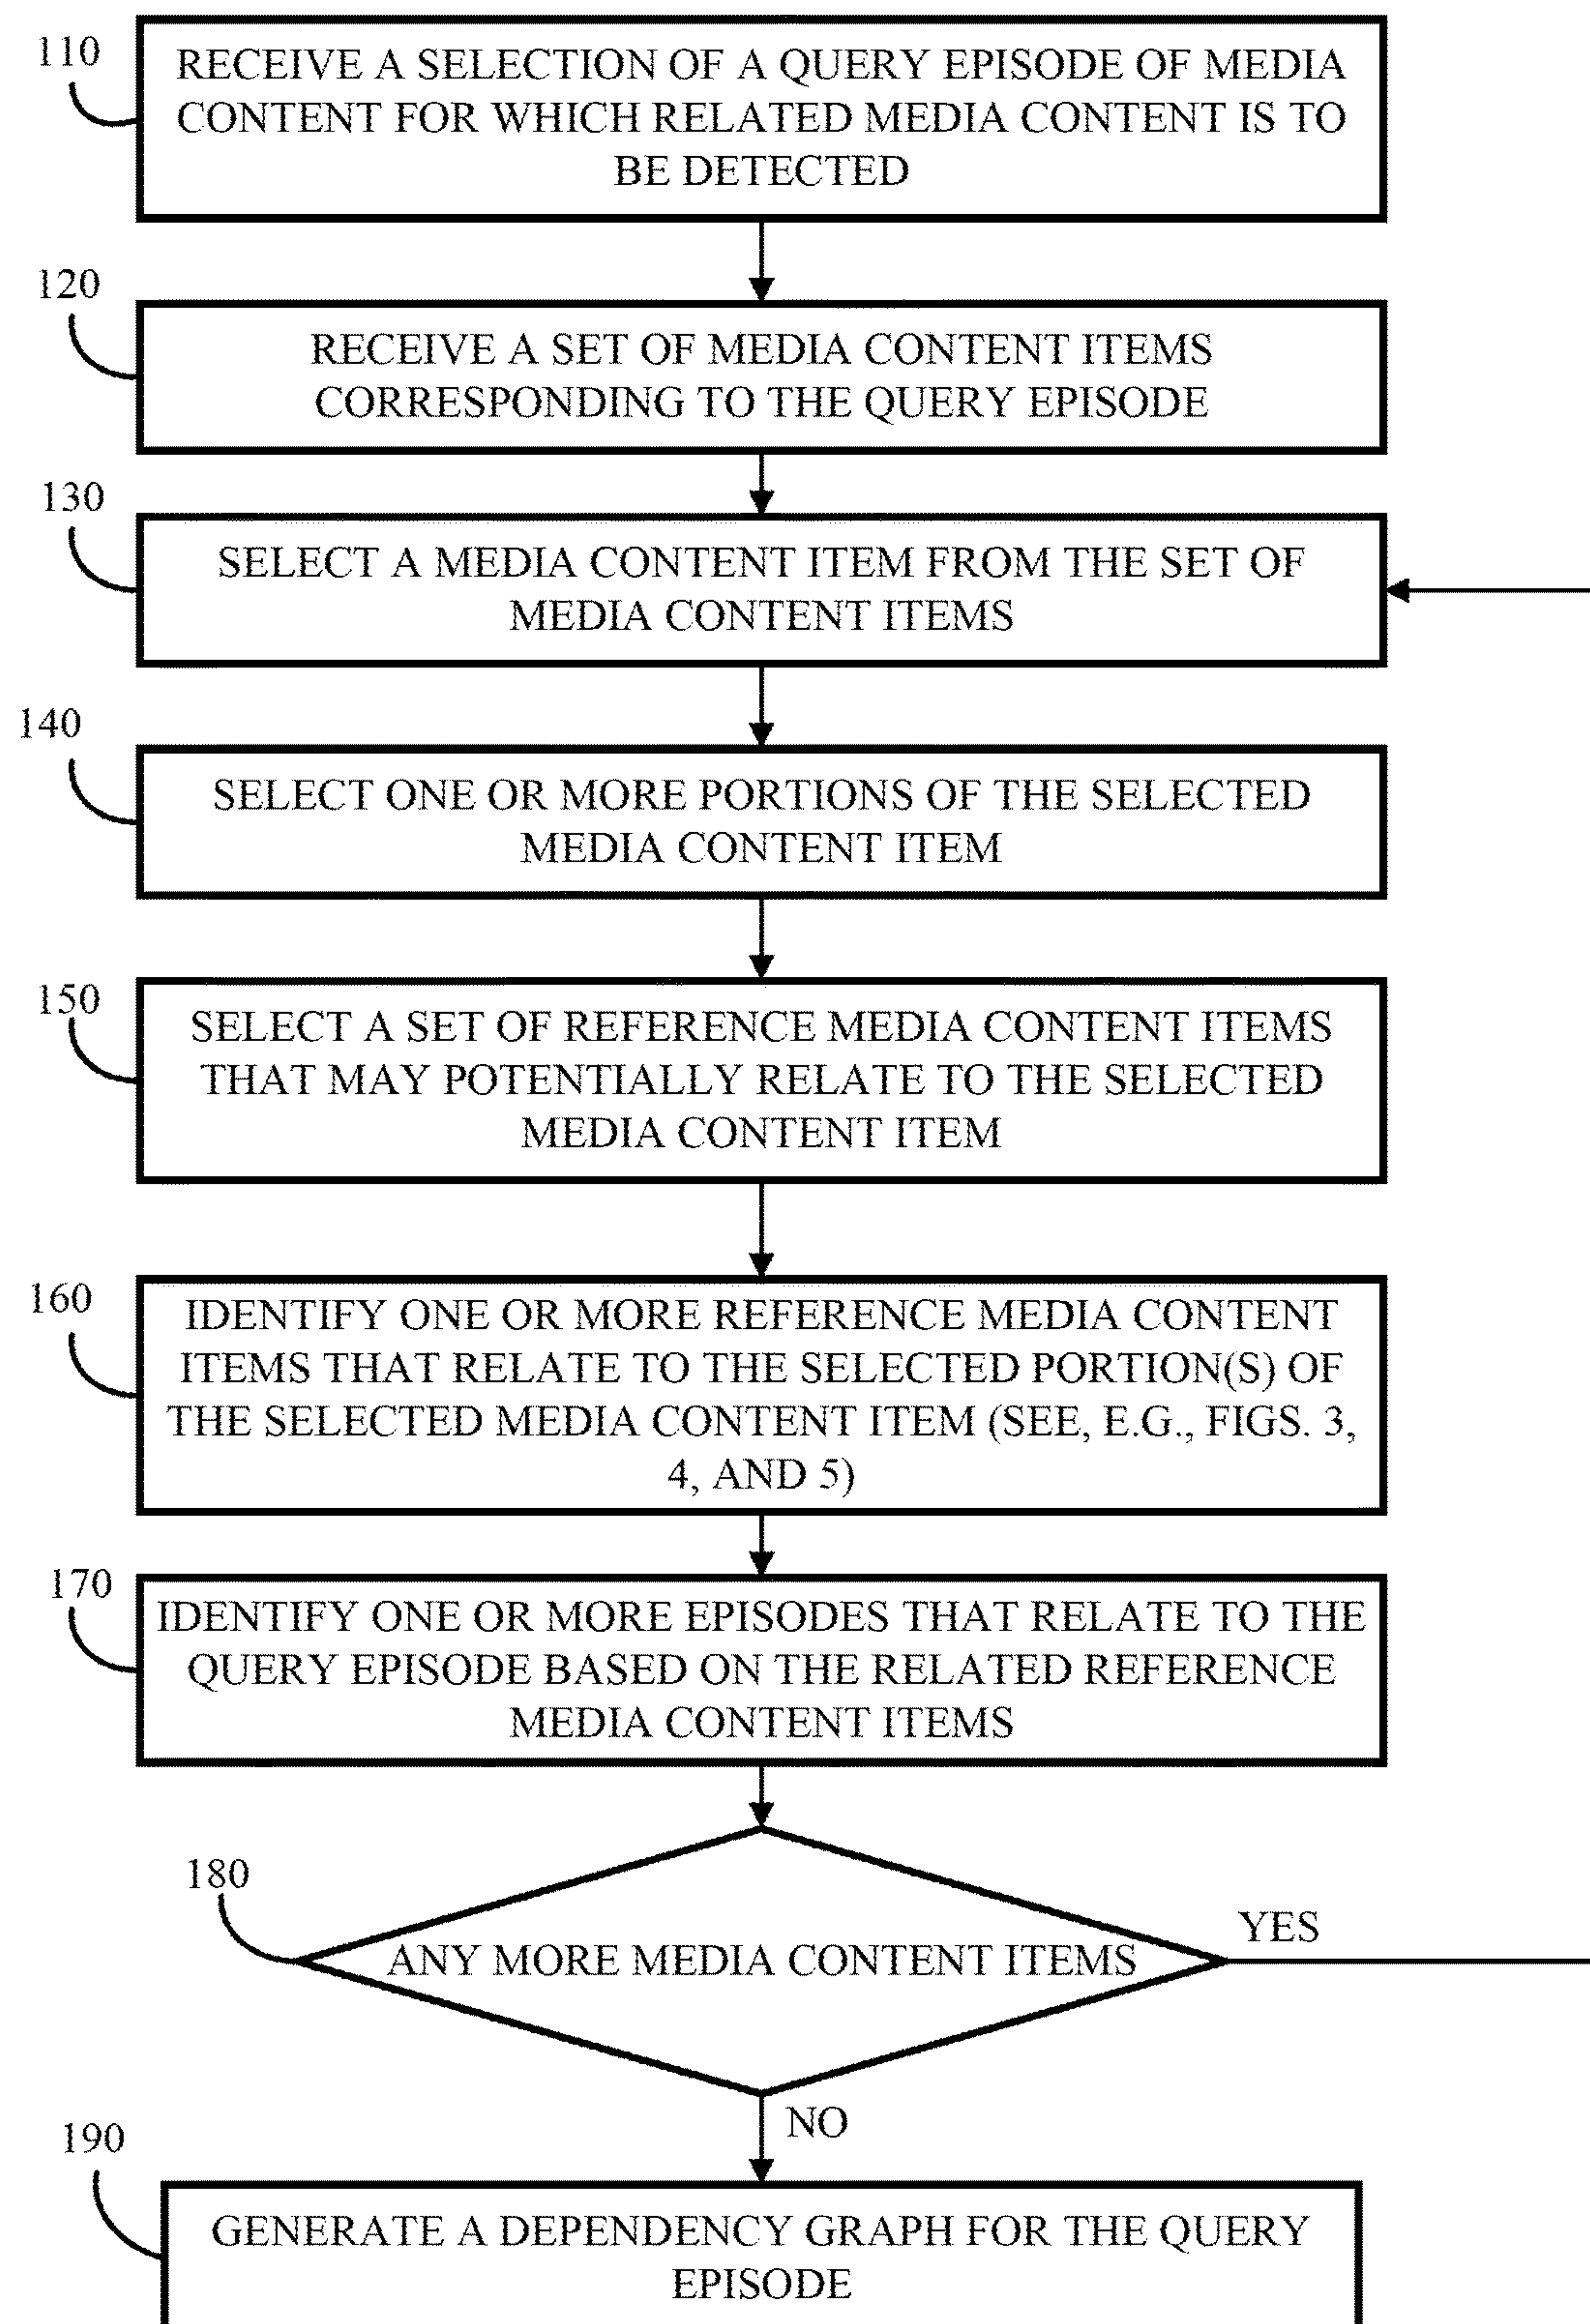 110
RECEIVE A SELECTION OF A QUERY EPISODE OF MEDIA
CONTENT FOR WHICH RELATED MEDIA CONTENT IS TO
BE DETECTED
120
RECEIVE A SET OF MEDIA CONTENT ITEMS
CORRESPONDING TO THE QUERY EPISODE
130
SELECT A MEDIA CONTENT ITEM FROM THE SET OF
MEDIA CONTENT ITEMS
140
SELECT ONE OR MORE PORTIONS OF THE SELECTED
MEDIA CONTENT ITEM
150
SELECT A SET OF REFERENCE MEDIA CONTENT ITEMS
THAT MAY POTENTIALLY RELATE TO THE SELECTED
MEDIA CONTENT ITEM
160
IDENTIFY ONE OR MORE REFERENCE MEDIA CONTENT
ITEMS THAT RELATE TO THE SELECTED PORTION(S) OF
THE SELECTED MEDIA CONTENT ITEM (SEE, E.G., FIGS. 3,
4, AND 5)
170
IDENTIFY ONE OR MORE EPISODES THAT RELATE TO THE
QUERY EPISODE BASED ON THE RELATED REFERENCE
MEDIA CONTENT ITEMS
180
ANY MORE MEDIA CONTENT ITEMS
YES
NO
190
GENERATE A DEPENDENCY GRAPH FOR THE QUERY
EPISODE